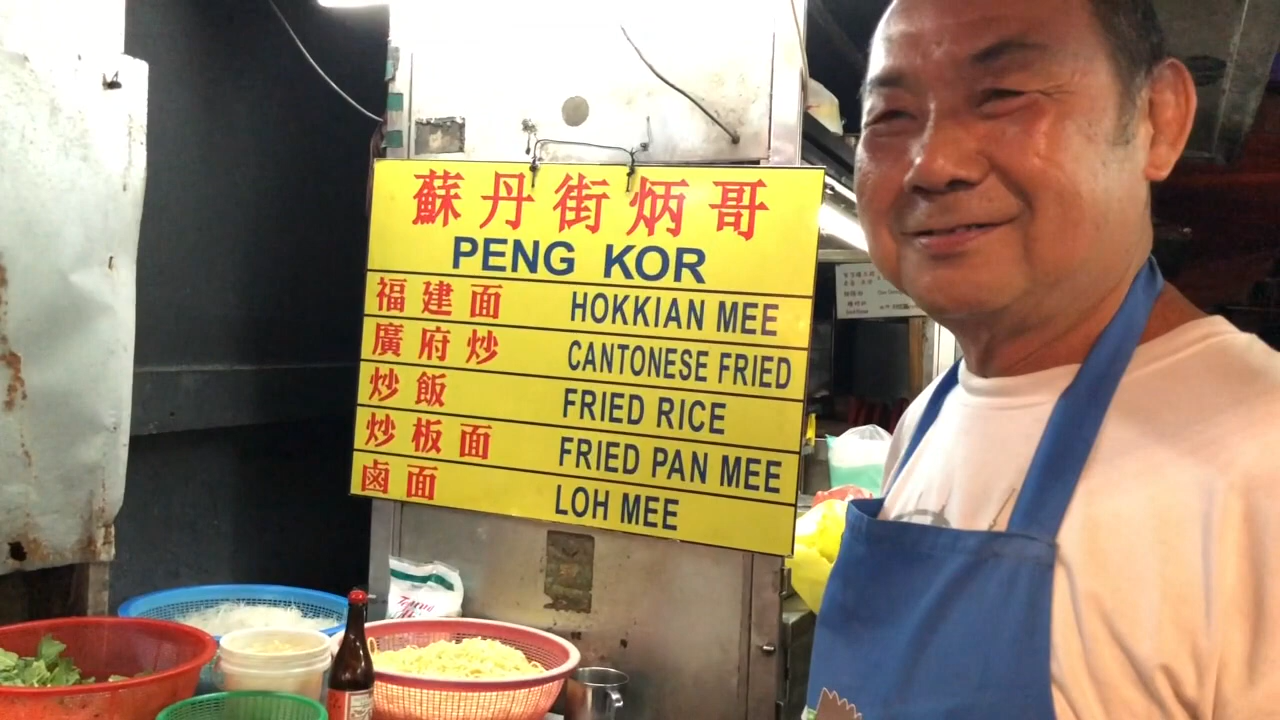 蘇丹街炳哥
PENG KOR
福建面 HOKKIAN MEE
廣府炒 CANTONESE FRIED
炒飯 FRIED RICE
炒板面 FRIED PAN MEE
鹵面 LOH MEE